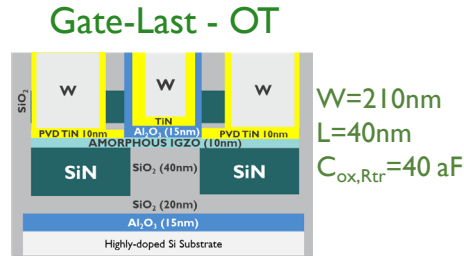 Gate-Last - OT
SiO₂
W
W
W
TiN
PVD TiN 10nm
Al₂O₃ (15nm)
PVD TiN 10nm
AMORPHOUS IGZO (10nm)
SiN
SiO₂ (40nm)
SiN
SiO₂ (20nm)
Al₂O₃ (15nm)
Highly-doped Si Substrate
W=210nm
L=40nm
Cₒₓ,Rtr=40 aF